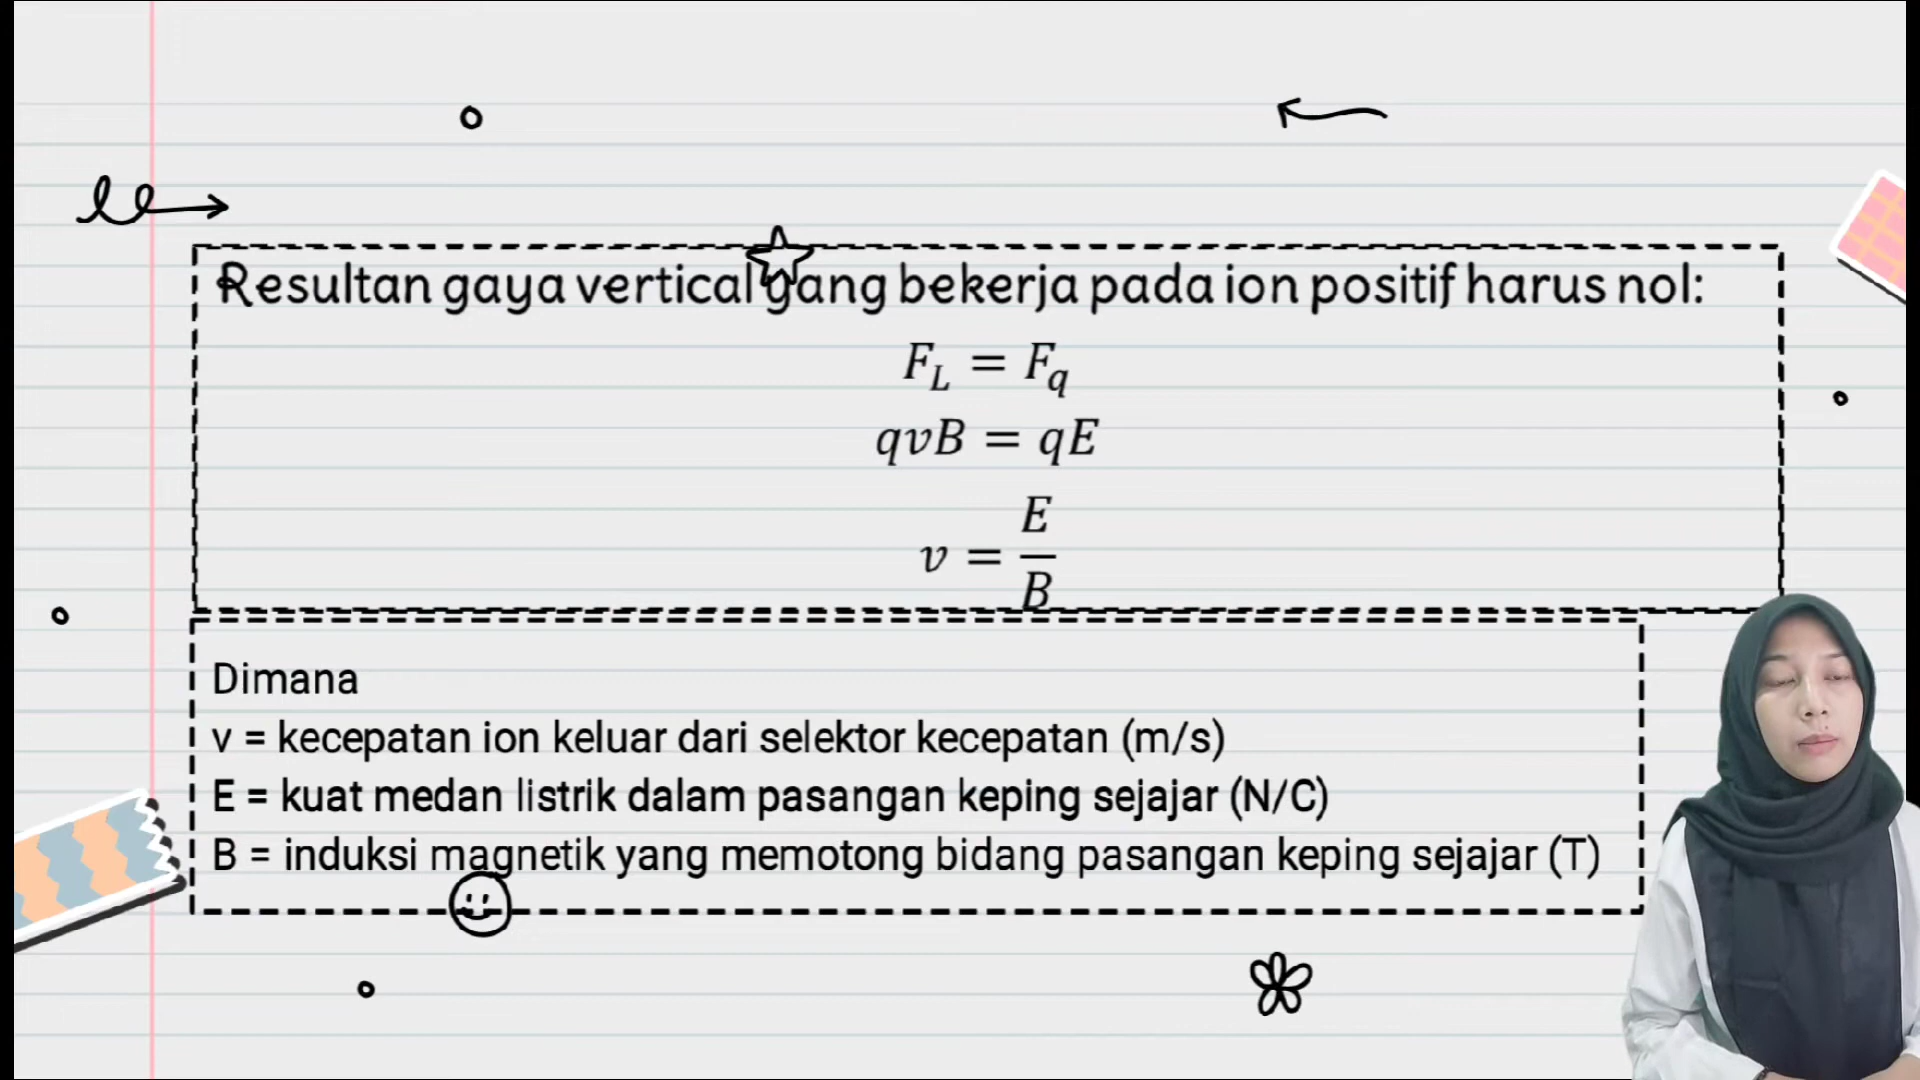 Resultan gaya vertical yang bekerja pada ion positif harus nol:
F_L = F_q
qvB = qE
v = E/B
Dimana
v = kecepatan ion keluar dari selektor kecepatan (m/s)
E = kuat medan listrik dalam pasangan keping sejajar (N/C)
B = induksi magnetik yang memotong bidang pasangan keping sejajar (T)